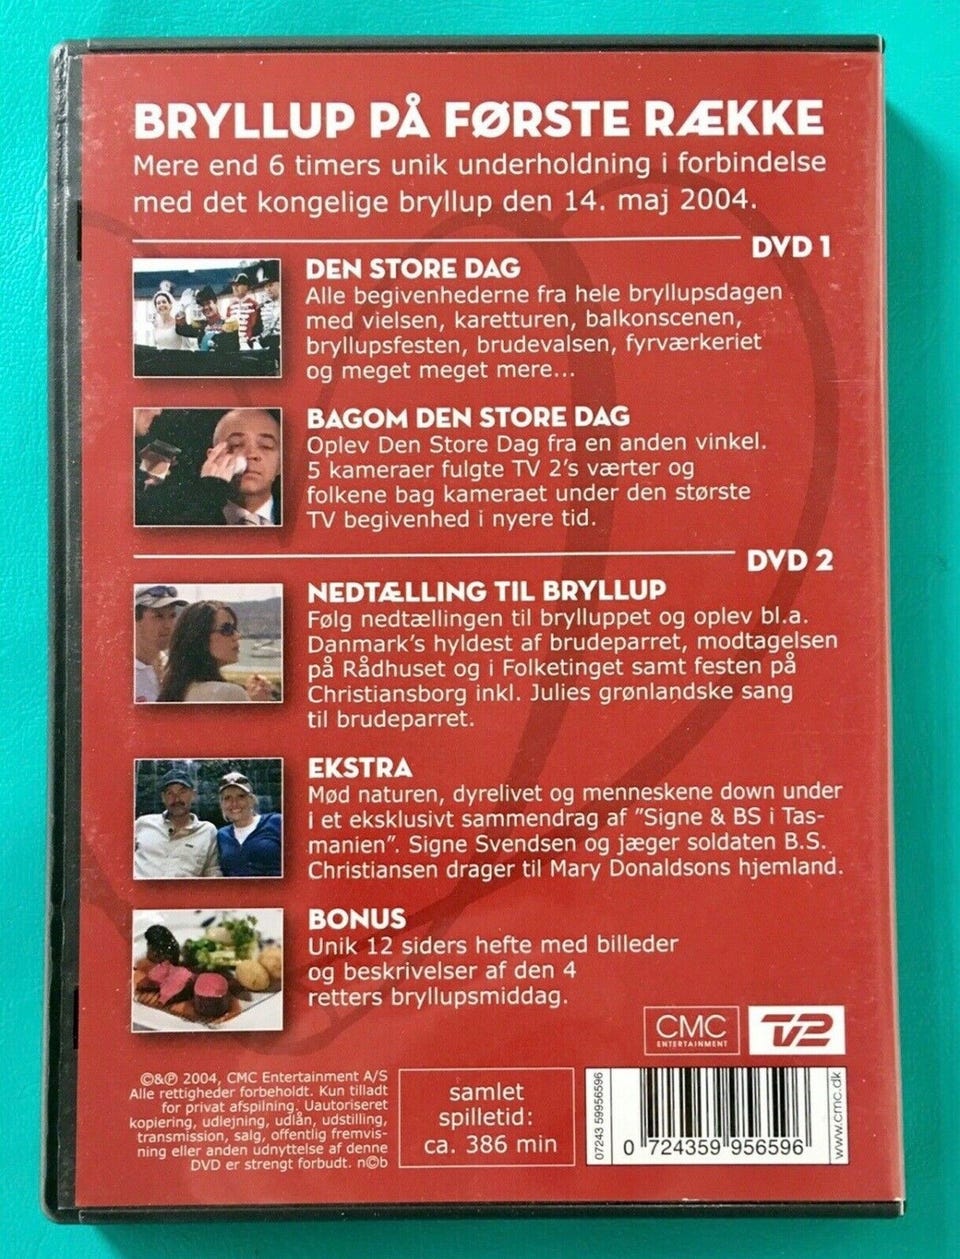 BRYLLUP PÅ FØRSTE RÆKKE
Mere end 6 timers unik underholdning i forbindelse
med det kongelige bryllup den 14. maj 2004.
DVD 1
DEN STORE DAG
Alle begivenhederne fra hele bryllupsdagen
med vielsen, karetturen, balkonscenen,
bryllupsfesten, brudevalsen, fyrværkeriet
og meget meget mere...
BAGOM DEN STORE DAG
Oplev Den Store Dag fra en anden vinkel.
5 kameraer fulgte TV 2's værter og
folkene bag kameraet under den største
TV begivenhed i nyere tid.
DVD 2
NEDTÆLLING TIL BRYLLUP
Følg nedtællingen til brylluppet og oplev bl.a.
Danmark's hyldest af brudeparret, modtagelsen
på Rådhuset og i Folketinget samt festen på
Christiansborg inkl. Julies grønlandske sang
til brudeparret.
EKSTRA
Mød naturen, dyrelivet og menneskene down under
i et eksklusivt sammendrag af ”Signe & BS i Tas-
manien”. Signe Svendsen og jæger soldaten B.S.
Christiansen drager til Mary Donaldsons hjemland.
BONUS
Unik 12 siders hefte med billeder
og beskrivelser af den 4
retters bryllupsmiddag.
CMC
ENTERTAINMENT
TV2
©&℗ 2004, CMC Entertainment A/S
Alle rettigheder forbeholdt. Kun tilladt
for privat afspilning. Uautoriseret
kopiering, udlejning, udlån, udstilling,
transmission, salg, offentlig fremvis-
ning eller anden udnyttelse af denne
DVD er strengt forbudt. n©b
samlet
spilletid:
ca. 386 min
07243 59956596
0 724359 956596
www.cmc.dk